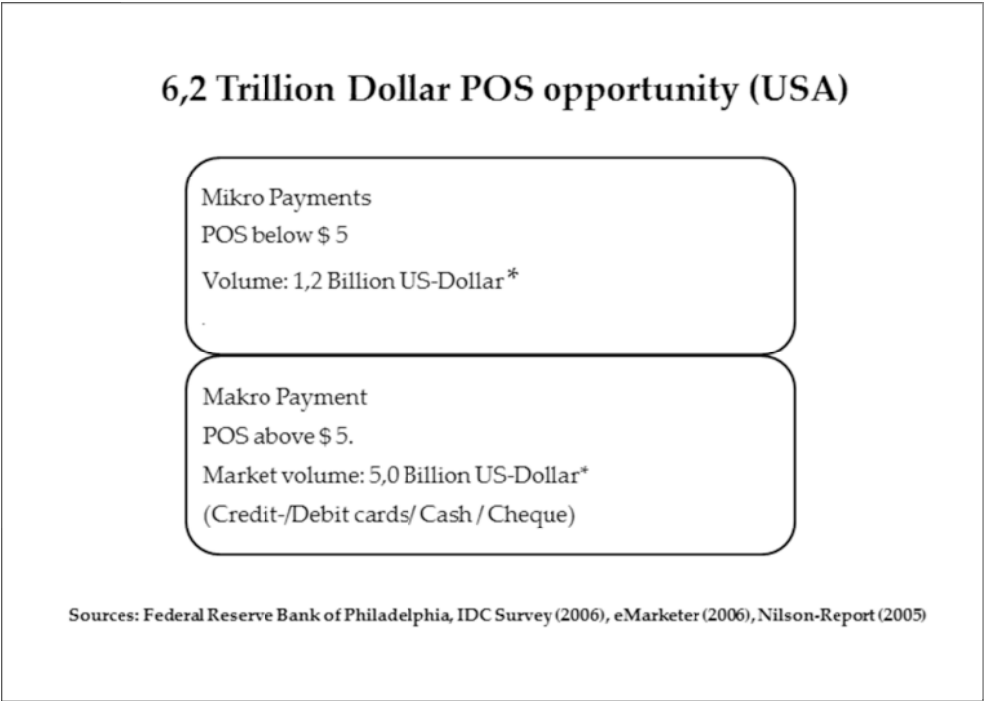 6,2 Trillion Dollar POS opportunity (USA)
Mikro Payments
POS below $ 5
Volume: 1,2 Billion US-Dollar*
.
Makro Payment
POS above $ 5.
Market volume: 5,0 Billion US-Dollar*
(Credit-/Debit cards/ Cash / Cheque)
Sources: Federal Reserve Bank of Philadelphia, IDC Survey (2006), eMarketer (2006), Nilson-Report (2005)